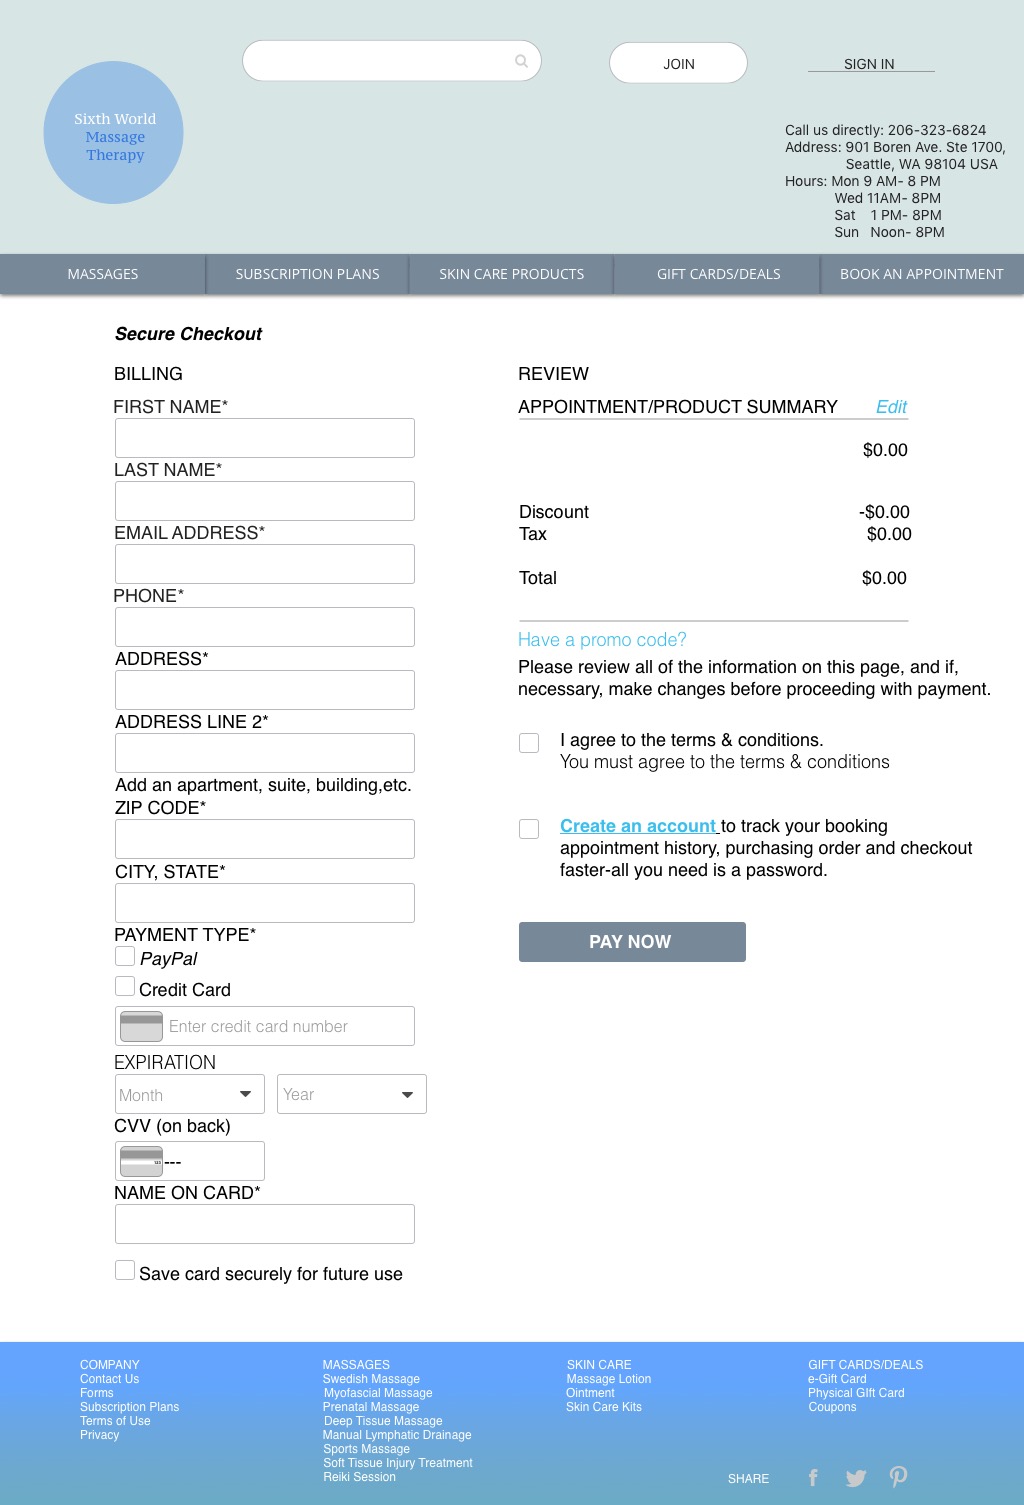 JOIN
SIGN IN
Sixth World
Massage
Therapy
Call us directly: 206-323-6824
Address: 901 Boren Ave. Ste 1700,
Seattle, WA 98104 USA
Hours: Mon 9 AM- 8 PM
Wed 11AM- 8PM
Sat 1 PM- 8PM
Sun Noon- 8PM
MASSAGES
SUBSCRIPTION PLANS
SKIN CARE PRODUCTS
GIFT CARDS/DEALS
BOOK AN APPOINTMENT
Secure Checkout
BILLING
FIRST NAME*
LAST NAME*
EMAIL ADDRESS*
PHONE*
ADDRESS*
ADDRESS LINE 2*
Add an apartment, suite, building,etc.
ZIP CODE*
CITY, STATE*
PAYMENT TYPE*
PayPal
Credit Card
Enter credit card number
EXPIRATION
Month
Year
CVV (on back)
---
NAME ON CARD*
Save card securely for future use
REVIEW
APPOINTMENT/PRODUCT SUMMARY Edit
$0.00
Discount -$0.00
Tax $0.00
Total $0.00
Have a promo code?
Please review all of the information on this page, and if,
necessary, make changes before proceeding with payment.
I agree to the terms & conditions.
You must agree to the terms & conditions
Create an account to track your booking
appointment history, purchasing order and checkout
faster-all you need is a password.
PAY NOW
COMPANY
Contact Us
Forms
Subscription Plans
Terms of Use
Privacy
MASSAGES
Swedish Massage
Myofascial Massage
Prenatal Massage
Deep Tissue Massage
Manual Lymphatic Drainage
Sports Massage
Soft Tissue Injury Treatment
Reiki Session
SKIN CARE
Massage Lotion
Ointment
Skin Care Kits
GIFT CARDS/DEALS
e-Gift Card
Physical GIft Card
Coupons
SHARE